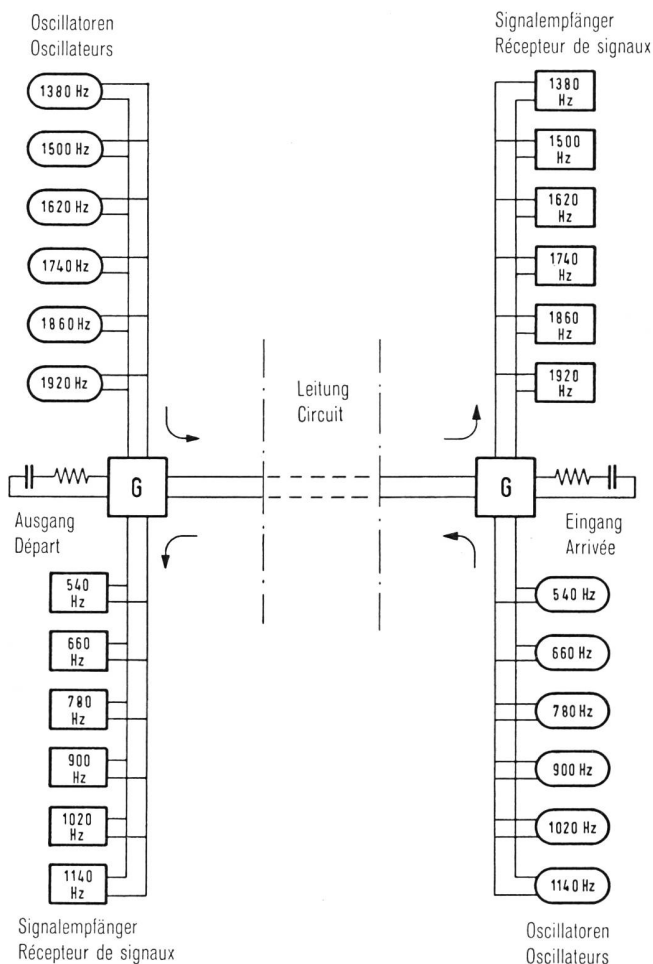 Oscillatoren
Oscillateurs
1380 Hz
1500 Hz
1620 Hz
1740 Hz
1860 Hz
1920 Hz
Signalempfänger
Récepteur de signaux
1380
Hz
1500
Hz
1620
Hz
1740
Hz
1860
Hz
1920
Hz
Leitung
Circuit
G
G
Ausgang
Départ
Eingang
Arrivée
540
Hz
660
Hz
780
Hz
900
Hz
1020
Hz
1140
Hz
Signalempfänger
Récepteur de signaux
540 Hz
660 Hz
780 Hz
900 Hz
1020 Hz
1140 Hz
Oscillatoren
Oscillateurs